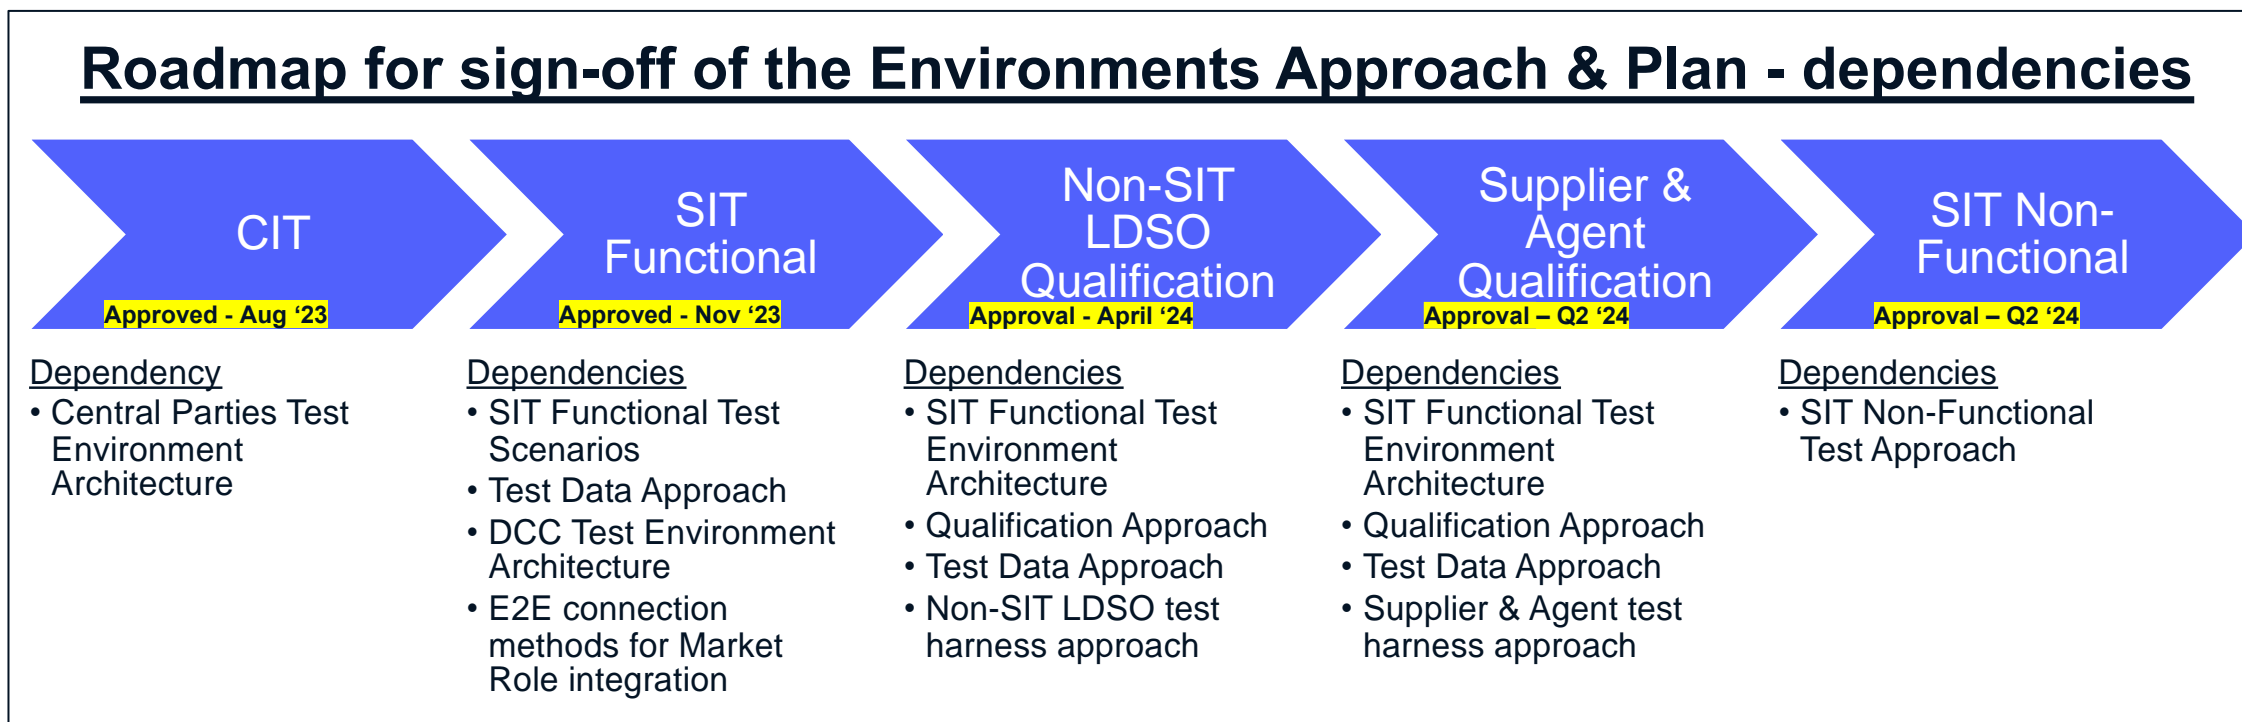 Roadmap for sign-off of the Environments Approach & Plan - dependencies
CIT
Approved - Aug ‘23
Dependency
• Central Parties Test
Environment
Architecture
SIT
Functional
Approved - Nov ‘23
Dependencies
• SIT Functional Test
Scenarios
• Test Data Approach
• DCC Test Environment
Architecture
• E2E connection
methods for Market
Role integration
Non-SIT
LDSO
Qualification
Approval - April ‘24
Dependencies
• SIT Functional Test
Environment
Architecture
• Qualification Approach
• Test Data Approach
• Non-SIT LDSO test
harness approach
Supplier &
Agent
Qualification
Approval – Q2 ‘24
Dependencies
• SIT Functional Test
Environment
Architecture
• Qualification Approach
• Test Data Approach
• Supplier & Agent test
harness approach
SIT Non-
Functional
Approval – Q2 ‘24
Dependencies
• SIT Non-Functional
Test Approach